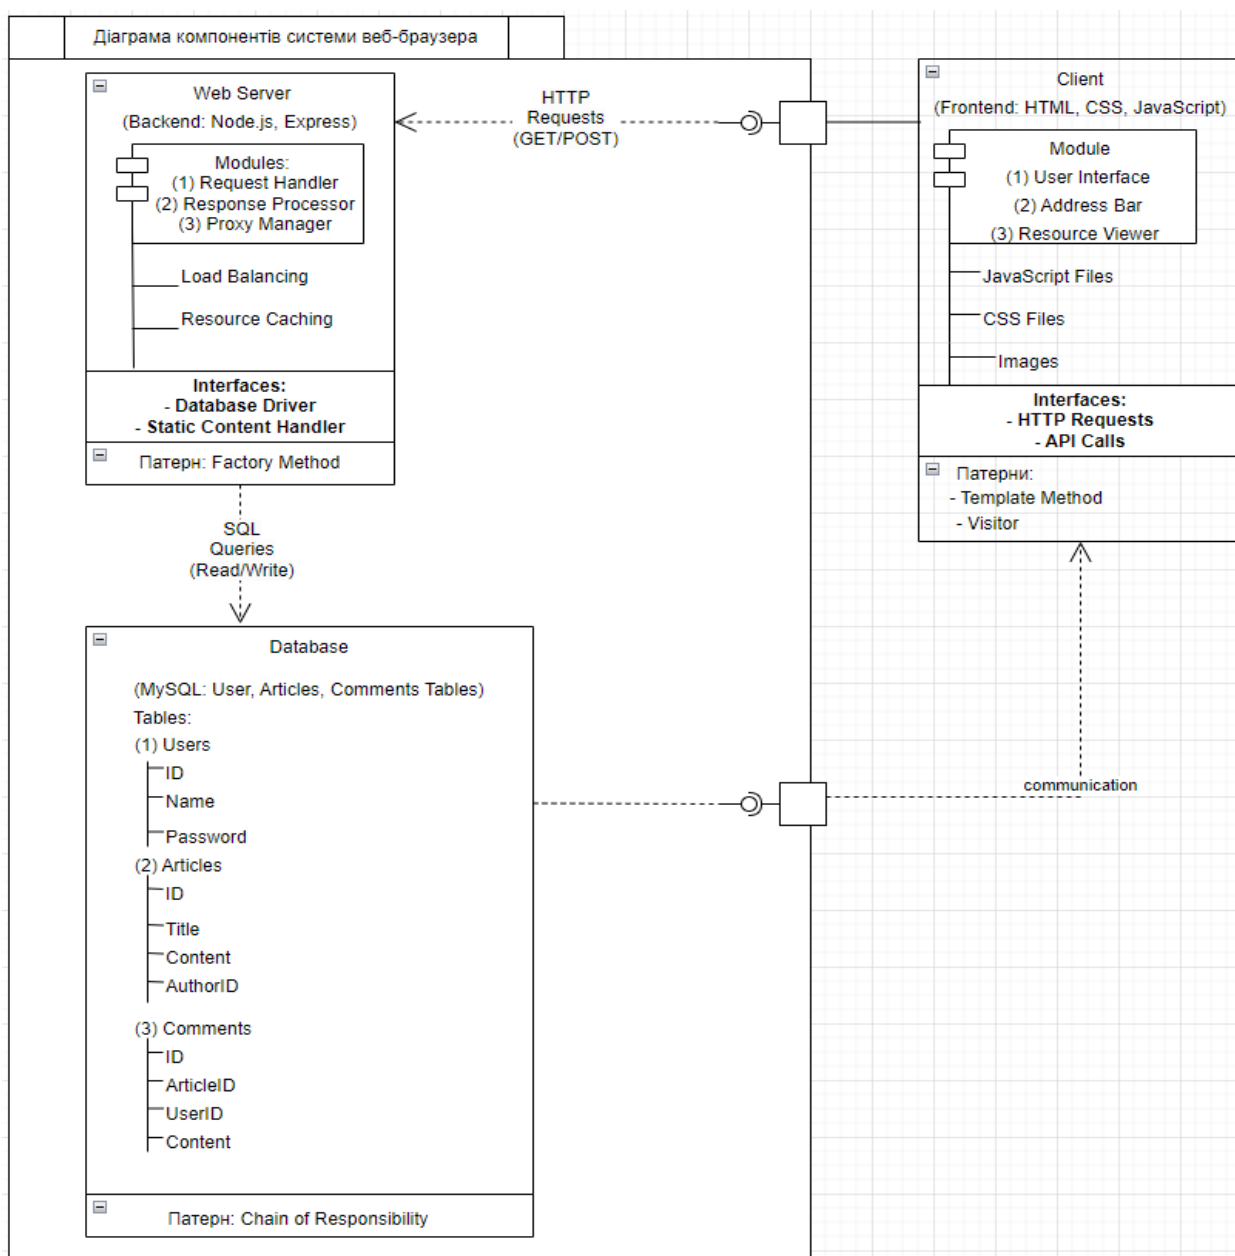 Діаграма компонентів системи веб-браузера
Web Server
(Backend: Node.js, Express)
Modules:
(1) Request Handler
(2) Response Processor
(3) Proxy Manager
Load Balancing
Resource Caching
Interfaces:
- Database Driver
- Static Content Handler
Патерн: Factory Method
HTTP
Requests
(GET/POST)
Client
(Frontend: HTML, CSS, JavaScript)
Module
(1) User Interface
(2) Address Bar
(3) Resource Viewer
JavaScript Files
CSS Files
Images
Interfaces:
- HTTP Requests
- API Calls
Патерни:
- Template Method
- Visitor
SQL
Queries
(Read/Write)
Database
(MySQL: User, Articles, Comments Tables)
Tables:
(1) Users
ID
Name
Password
(2) Articles
ID
Title
Content
AuthorID
(3) Comments
ID
ArticleID
UserID
Content
Патерн: Chain of Responsibility
communication